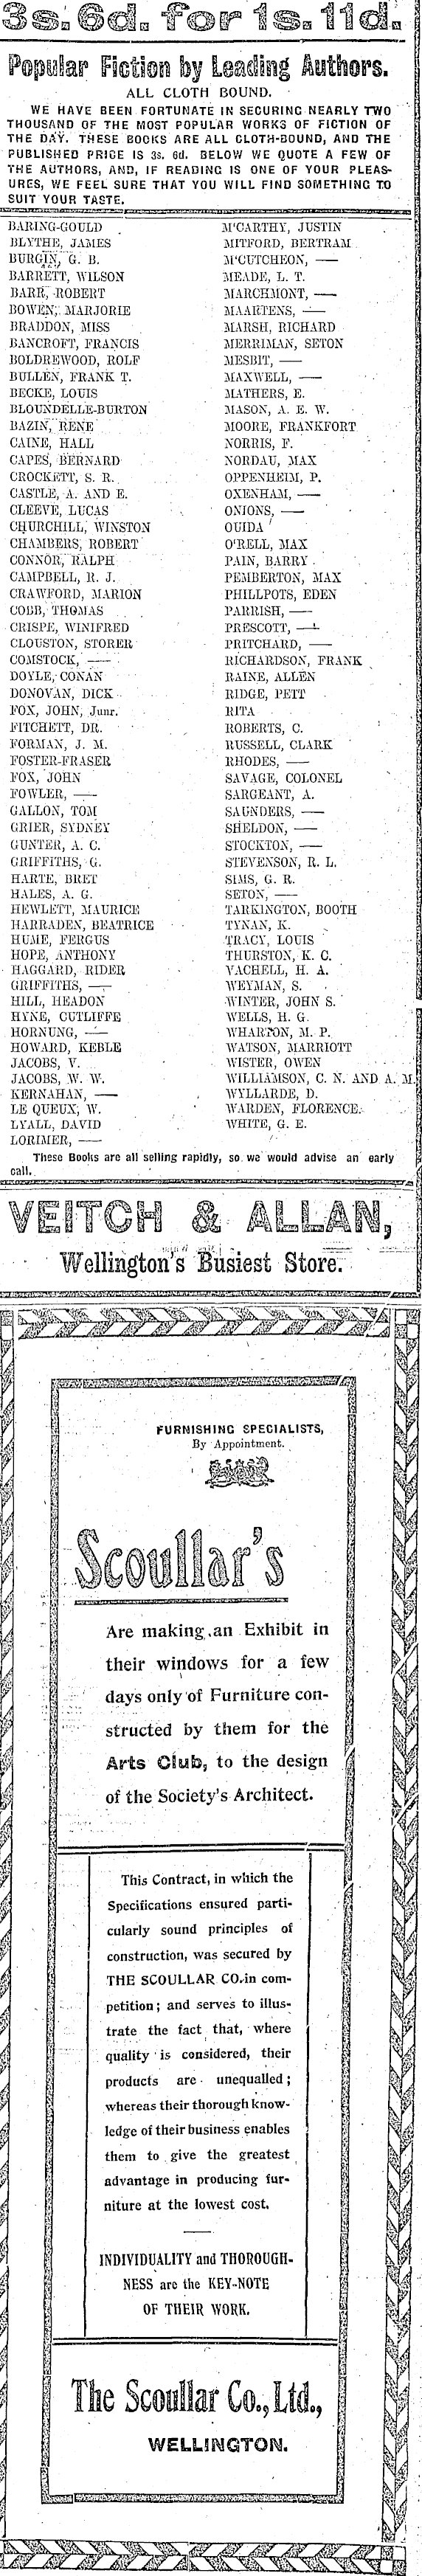 3s. 6d. for 1s. 11d.
Popular Fiction by Leading Authors.
ALL CLOTH BOUND.
WE HAVE BEEN FORTUNATE IN SECURING NEARLY TWO
THOUSAND OF THE MOST POPULAR WORKS OF FICTION OF
THE DAY. THESE BOOKS ARE ALL CLOTH-BOUND, AND THE
PUBLISHED PRICE IS 3s. 6d. BELOW WE QUOTE A FEW OF
THE AUTHORS, AND, IF READING IS ONE OF YOUR PLEAS-
URES, WE FEEL SURE THAT YOU WILL FIND SOMETHING TO
SUIT YOUR TASTE.
BARING-GOULD
BLYTHE, JAMES
BURGIN, G. B.
BARRETT, WILSON
BARR, ROBERT
BOWEN, MARJORIE
BRADDON, MISS
BANCROFT, FRANCIS
BOLDREWOOD, ROLF
BULLEN, FRANK T.
BECKE, LOUIS
BLOUNDELLE-BURTON
BAZIN, RENE
CAINE, HALL
CAPES, BERNARD
CROCKETT, S. R.
CASTLE, A. AND E.
CLEEVE, LUCAS
CHURCHILL, WINSTON
CHAMBERS, ROBERT
CONNOR, RALPH
CAMPBELL, R. J.
CRAWFORD, MARION
COBB, THOMAS
CRISPE, WINIFRED
CLOUSTON, STORER
COMSTOCK, ——
DOYLE, CONAN
DONOVAN, DICK
FOX, JOHN, Junr.
FITCHETT, DR.
FORMAN, J. M.
FOSTER-FRASER
FOX, JOHN
FOWLER, ——
GALLON, TOM
GRIER, SYDNEY
GUNTER, A. C.
GRIFFITHS, G.
HARTE, BRET
HALES, A. G.
HEWLETT, MAURICE
HARRADEN, BEATRICE
HUME, FERGUS
HOPE, ANTHONY
HAGGARD, RIDER
GRIFFITHS, ——
HILL, HEADON
HYNE, CUTLIFFE
HORNUNG, ——
HOWARD, KEBLE
JACOBS, V.
JACOBS, W. W.
KERNAHAN, ——
LE QUEUX, W.
LYALL, DAVID
LORIMER, ——
M'CARTHY, JUSTIN
MITFORD, BERTRAM
M'CUTCHEON, ——
MEADE, L. T.
MARCHMONT, ——
MAARTENS, ——
MARSH, RICHARD
MERRIMAN, SETON
MESBIT, ——
MAXWELL, ——
MATHERS, E.
MASON, A. E. W.
MOORE, FRANKFORT
NORRIS, F.
NORDAU, MAX
OPPENHEIM, P.
OXENHAM, ——
ONIONS, ——
OUIDA
O'RELL, MAX
PAIN, BARRY
PEMBERTON, MAX
PHILLPOTS, EDEN
PARRISH, ——
PRESCOTT, ——
PRITCHARD, ——
RICHARDSON, FRANK
RAINE, ALLEN
RIDGE, PETT
RITA
ROBERTS, C.
RUSSELL, CLARK
RHODES, ——
SAVAGE, COLONEL
SARGEANT, A.
SAUNDERS, ——
SHELDON, ——
STOCKTON, ——
STEVENSON, R. L.
SIMS, G. R.
SETON, ——
TARKINGTON, BOOTH
TYNAN, K.
TRACY, LOUIS
THURSTON, K. C.
VACHELL, H. A.
WEYMAN, S.
WINTER, JOHN S.
WELLS, H. G.
WHARTON, M. P.
WATSON, MARRIOTT
WISTER, OWEN
WILLIAMSON, C. N. AND A. M.
WYLLARDE, D.
WARDEN, FLORENCE.
WHITE, G. E.
These Books are all selling rapidly, so we would advise an early
call.
VEITCH & ALLAN,
Wellington's Busiest Store.
FURNISHING SPECIALISTS,
By Appointment.
Scoullar's
Are making an Exhibit in
their windows for a few
days only of Furniture con-
structed by them for the
Arts Club, to the design
of the Society's Architect.
This Contract, in which the
Specifications ensured parti-
cularly sound principles of
construction, was secured by
THE SCOULLAR CO. in com-
petition; and serves to illus-
trate the fact that, where
quality is considered, their
products are unequalled;
whereas their thorough know-
ledge of their business enables
them to give the greatest
advantage in producing fur-
niture at the lowest cost.
INDIVIDUALITY and THOROUGH-
NESS are the KEY-NOTE
OF THEIR WORK.
The Scoullar Co., Ltd.,
WELLINGTON.